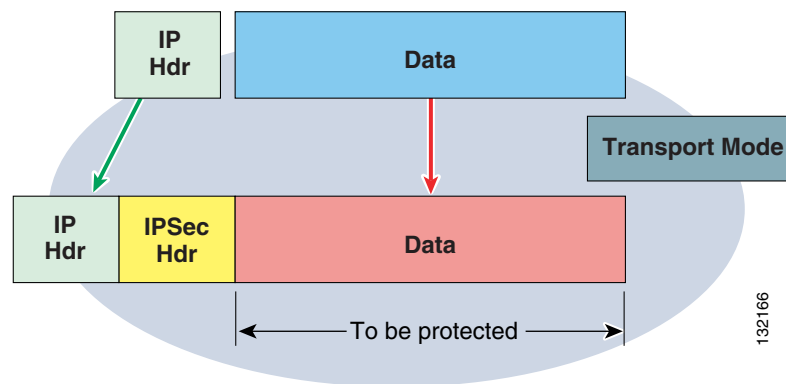 IP
Hdr
Data
Transport Mode
IP
Hdr
IPSec
Hdr
Data
To be protected
132166